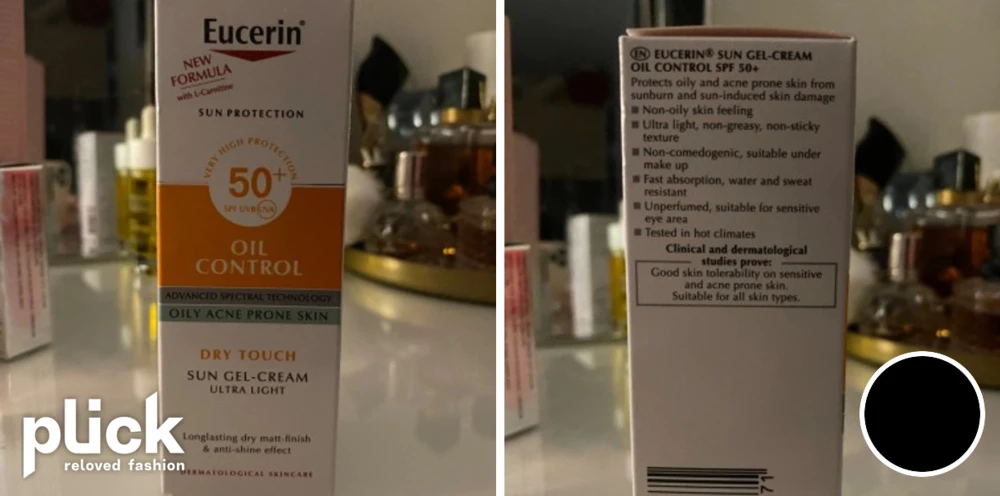 Eucerin®
NEW
FORMULA
with L-Carnitine
SUN PROTECTION
VERY HIGH PROTECTION
50+
SPF UVB UVA
OIL
CONTROL
ADVANCED SPECTRAL TECHNOLOGY
OILY ACNE PRONE SKIN
DRY TOUCH
SUN GEL-CREAM
ULTRA LIGHT
Longlasting dry matt-finish
& anti-shine effect
DERMATOLOGICAL SKINCARE
plick
reloved fashion
EN EUCERIN® SUN GEL-CREAM
OIL CONTROL SPF 50+
Protects oily and acne prone skin from
sunburn and sun-induced skin damage
■ Non-oily skin feeling
■ Ultra light, non-greasy, non-sticky
texture
■ Non-comedogenic, suitable under
make up
■ Fast absorption, water and sweat
resistant
■ Unperfumed, suitable for sensitive
eye area
■ Tested in hot climates
Clinical and dermatological
studies prove:
Good skin tolerability on sensitive
and acne prone skin.
Suitable for all skin types.
71